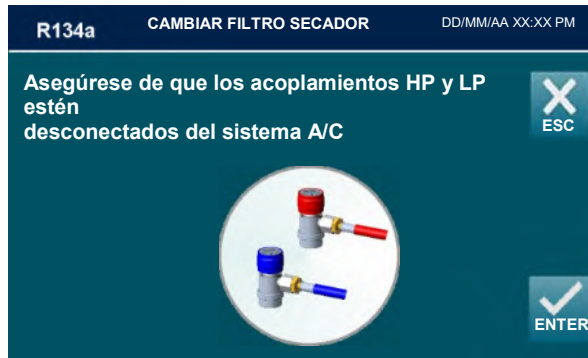 R134a CAMBIAR FILTRO SECADOR DD/MM/AA XX:XX PM
Asegúrese de que los acoplamientos HP y LP
estén
desconectados del sistema A/C
ESC
ENTER